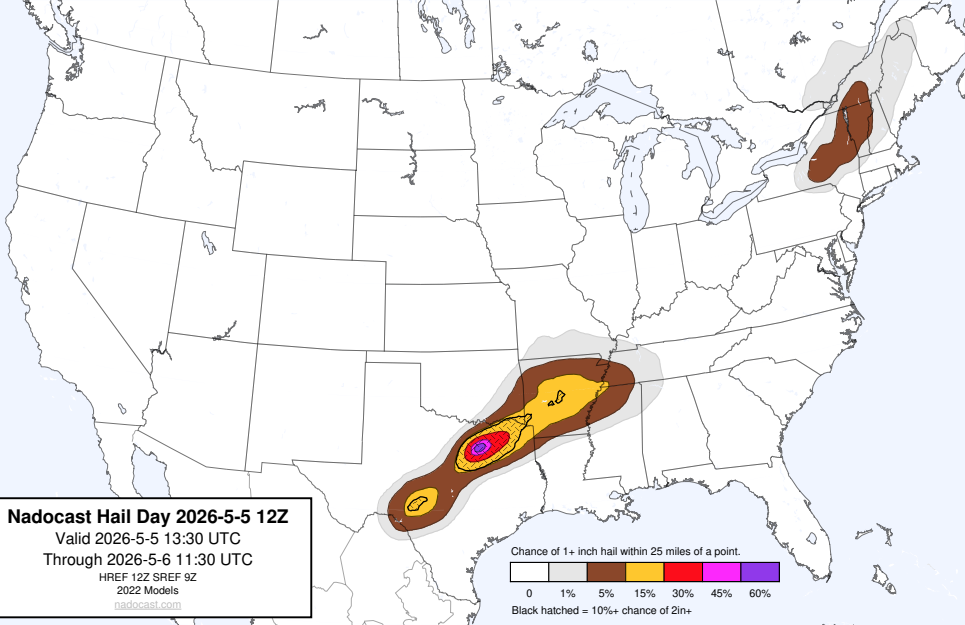 Nadocast Hail Day 2026-5-5 12Z
Valid 2026-5-5 13:30 UTC
Through 2026-5-6 11:30 UTC
HREF 12Z SREF 9Z
2022 Models
nadocast.com
Chance of 1+ inch hail within 25 miles of a point.
0 1% 5% 15% 30% 45% 60%
Black hatched = 10%+ chance of 2in+